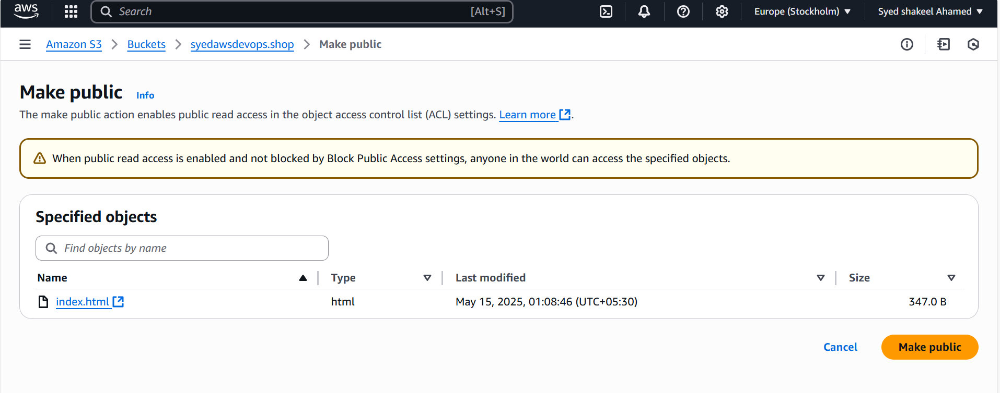 aws
Search [Alt+S] Europe (Stockholm) Syed shakeel Ahamed
Amazon S3 Buckets syedawsdevops.shop Make public
Make public Info
The make public action enables public read access in the object access control list (ACL) settings. Learn more.
When public read access is enabled and not blocked by Block Public Access settings, anyone in the world can access the specified objects.
Specified objects
Find objects by name
Name Type Last modified Size
index.html html May 15, 2025, 01:08:46 (UTC+05:30) 347.0 B
Cancel Make public